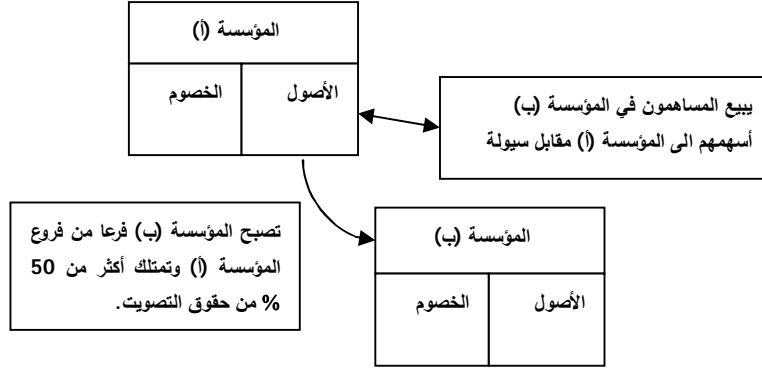 المؤسسة (أ)
الأصول
الخصوم
يبيع المساهمون في المؤسسة (ب)
أسهمهم الى المؤسسة (أ) مقابل سيولة
تصبح المؤسسة (ب) فرعا من فروع
المؤسسة (أ) وتمتلك أكثر من 50
% من حقوق التصويت.
المؤسسة (ب)
الأصول
الخصوم